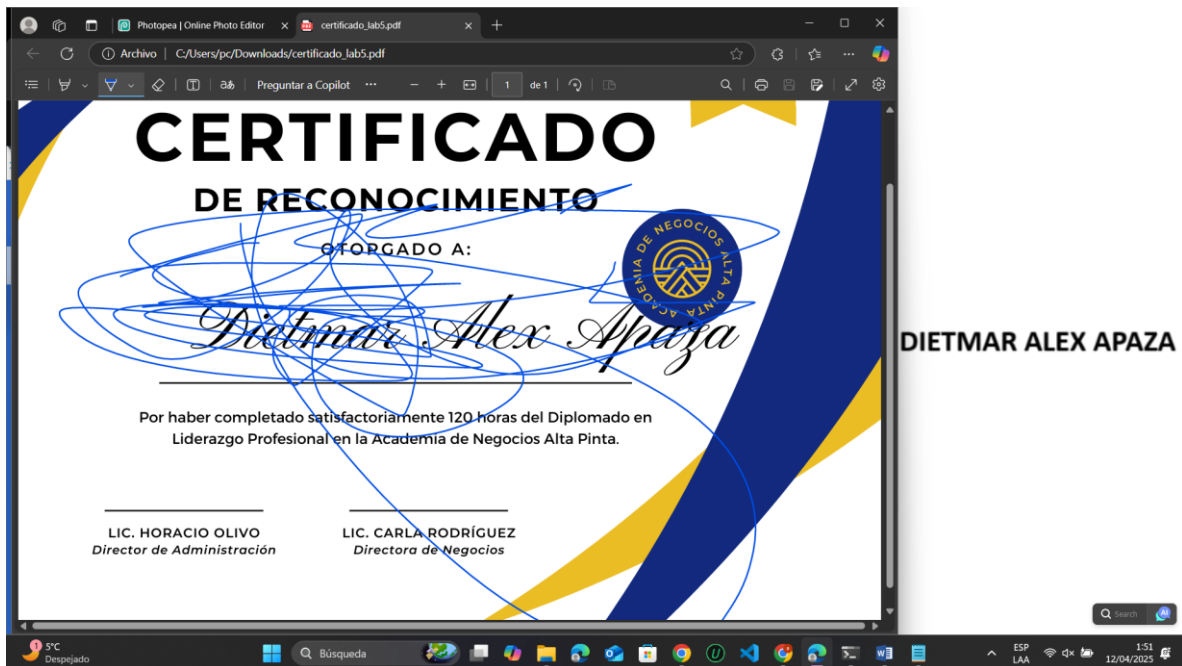 Photopea | Online Photo Editor
certificado_lab5.pdf
Archivo | C:/Users/pc/Downloads/certificado_lab5.pdf
Preguntar a Copilot
1 de 1
CERTIFICADO
DE RECONOCIMIENTO
OTORGADO A:
ACADEMIA DE NEGOCIOS ALTA PINTA
Dietmar Alex Apaza
DIETMAR ALEX APAZA
Por haber completado satisfactoriamente 120 horas del Diplomado en
Liderazgo Profesional en la Academia de Negocios Alta Pinta.
LIC. HORACIO OLIVO
Director de Administración
LIC. CARLA RODRÍGUEZ
Directora de Negocios
Search
AI
1
5°C
Despejado
Búsqueda
ESP
LAA
1:51
12/04/2025